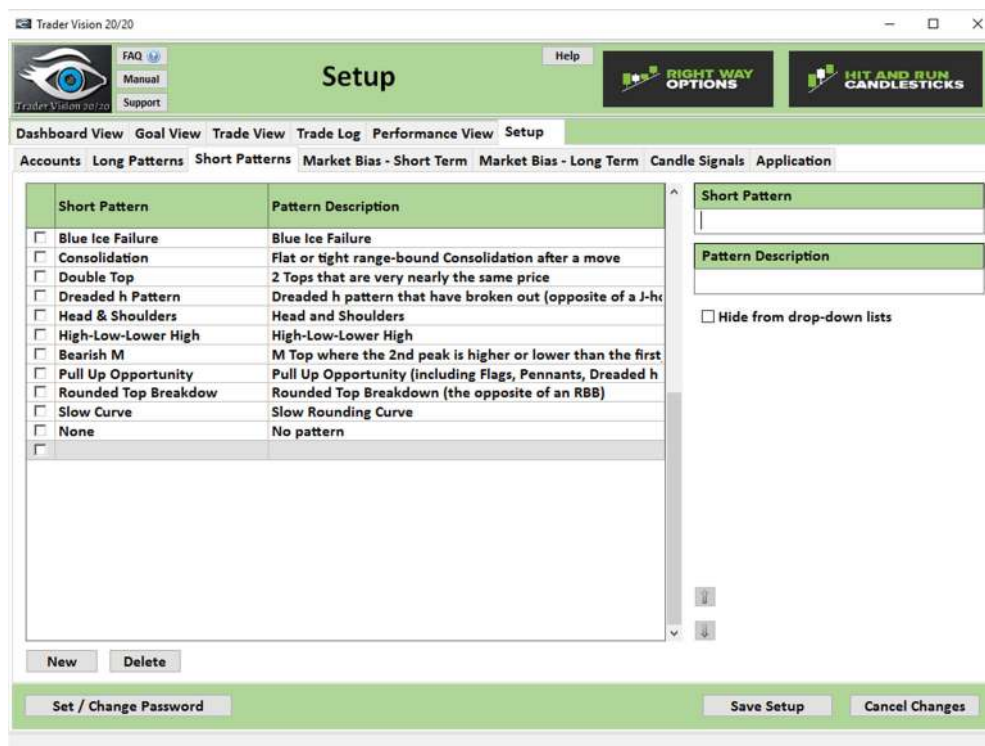 Trader Vision 20/20
FAQ
Manual
Support
Trader Vision 20/20
Setup
Help
RIGHT WAY
OPTIONS
HIT AND RUN
CANDLESTICKS
Dashboard View Goal View Trade View Trade Log Performance View Setup
Accounts Long Patterns Short Patterns Market Bias - Short Term Market Bias - Long Term Candle Signals Application
Short Pattern Pattern Description
Blue Ice Failure Blue Ice Failure
Consolidation Flat or tight range-bound Consolidation after a move
Double Top 2 Tops that are very nearly the same price
Dreaded h Pattern Dreaded h pattern that have broken out (opposite of a J-ho
Head & Shoulders Head and Shoulders
High-Low-Lower High High-Low-Lower High
Bearish M M Top where the 2nd peak is higher or lower than the first
Pull Up Opportunity Pull Up Opportunity (including Flags, Pennants, Dreaded h
Rounded Top Breakdow Rounded Top Breakdown (the opposite of an RBB)
Slow Curve Slow Rounding Curve
None No pattern
Short Pattern
Pattern Description
Hide from drop-down lists
New Delete
Set / Change Password Save Setup Cancel Changes